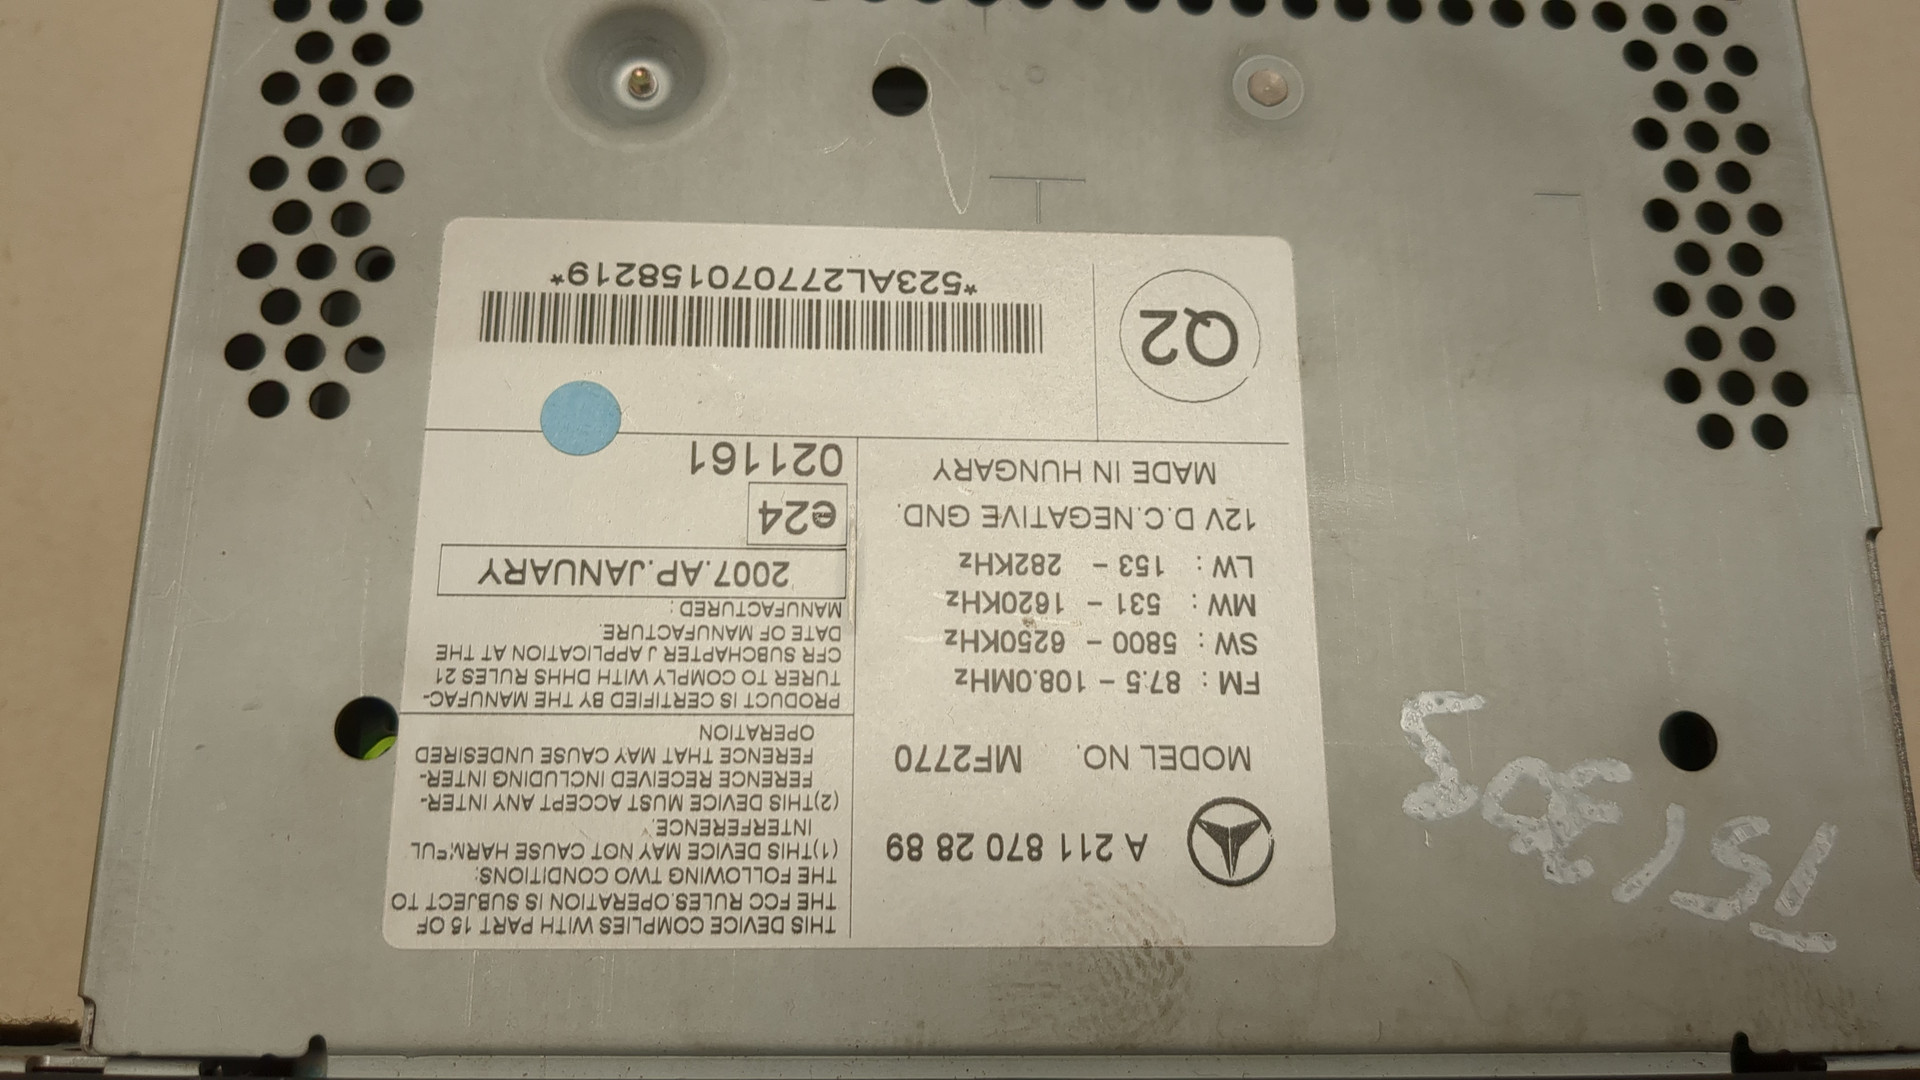 THIS DEVICE COMPLIES WITH PART 15 OF
THE FCC RULES.OPERATION IS SUBJECT TO
THE FOLLOWING TWO CONDITIONS:
(1)THIS DEVICE MAY NOT CAUSE HARMFUL
INTERFERENCE.
(2)THIS DEVICE MUST ACCEPT ANY INTER-
FERENCE RECEIVED INCLUDING INTER-
FERENCE THAT MAY CAUSE UNDESIRED
OPERATION
PRODUCT IS CERTIFIED BY THE MANUFAC-
TURER TO COMPLY WITH DHHS RULES 21
CFR SUBCHAPTER J APPLICATION AT THE
DATE OF MANUFACTURE.
MANUFACTURED:
2007.AP.JANUARY
e24
021161
A 211 870 28 89
MODEL NO. MF2770
FM : 87.5 - 108.0MHz
SW : 5800 - 6250KHz
MW : 531 - 1620KHz
LW : 153 - 282KHz
12V D.C.NEGATIVE GND.
MADE IN HUNGARY
Q2
*523AL277070158219*